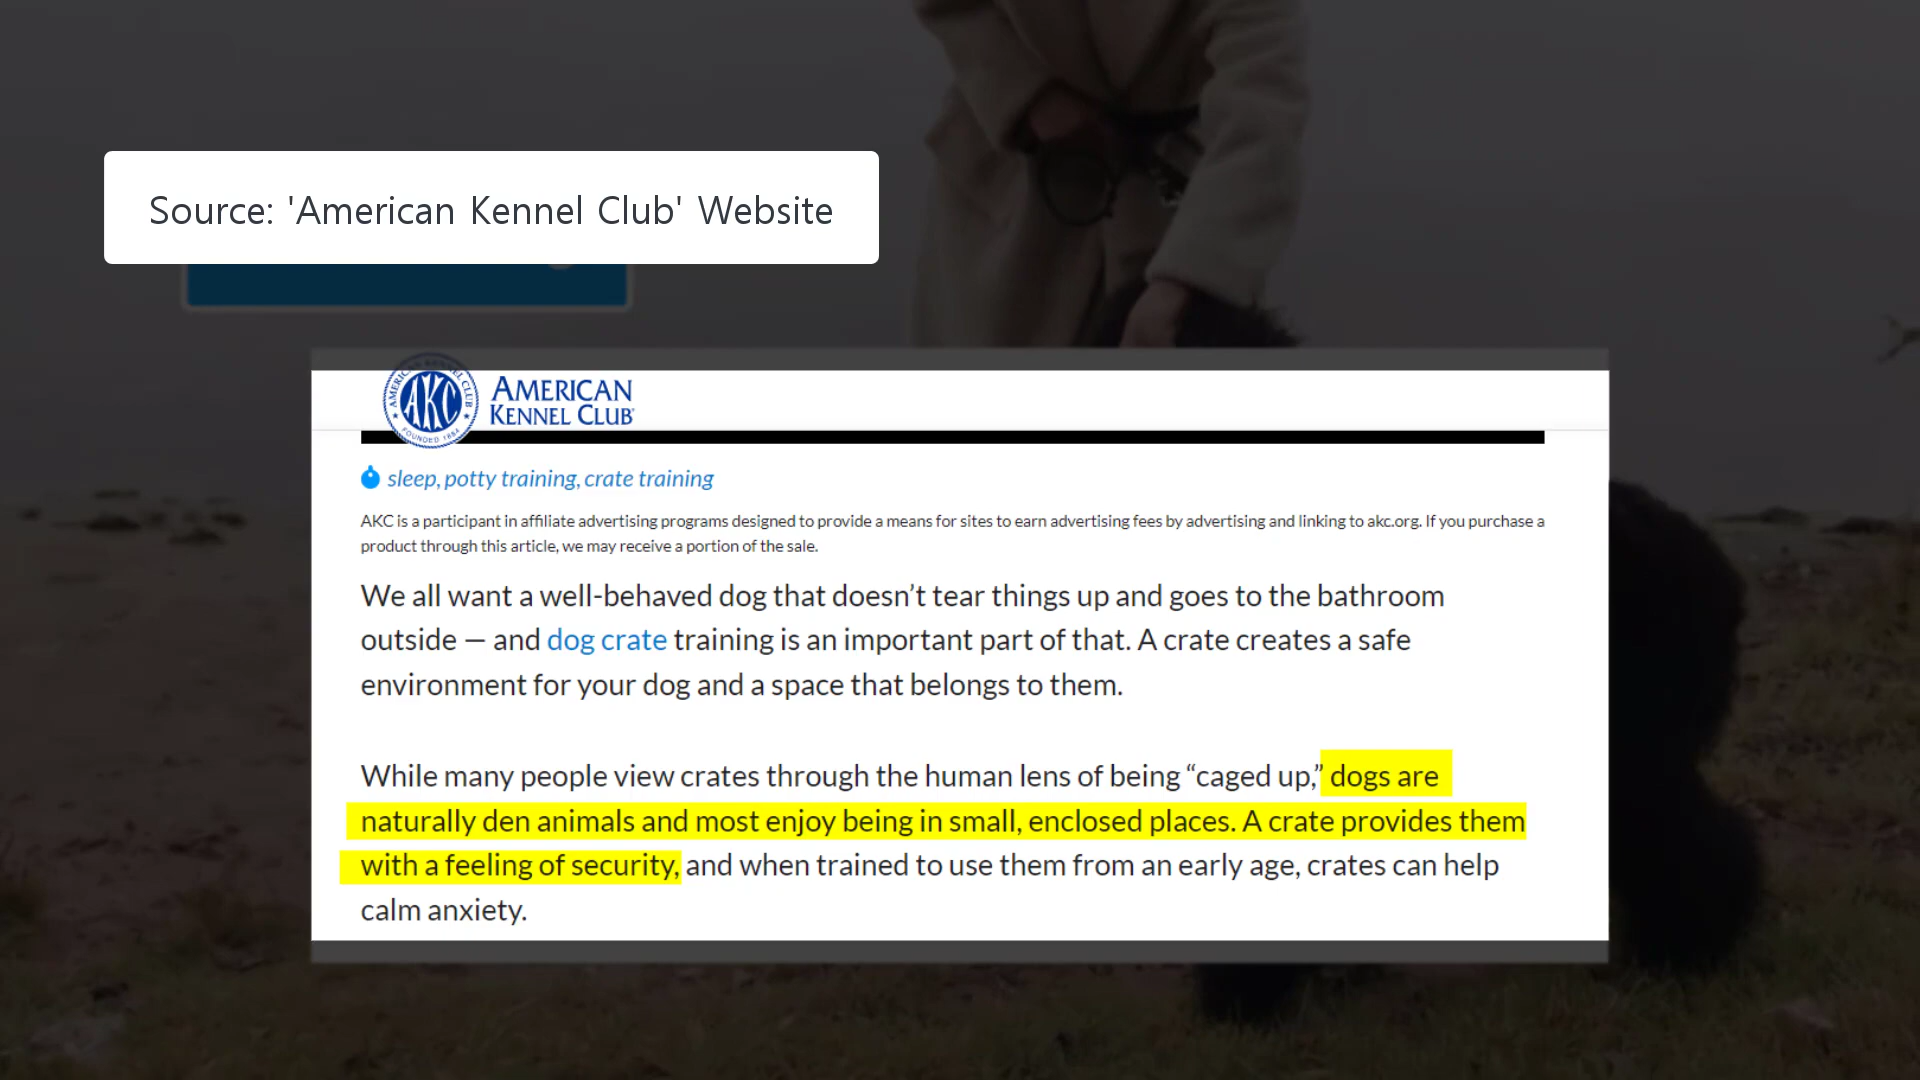 Source: 'American Kennel Club' Website
AMERICAN KENNEL CLUB
AKC
FOUNDED 1884
AMERICAN
KENNEL CLUB®
sleep, potty training, crate training
AKC is a participant in affiliate advertising programs designed to provide a means for sites to earn advertising fees by advertising and linking to akc.org. If you purchase a
product through this article, we may receive a portion of the sale.
We all want a well-behaved dog that doesn’t tear things up and goes to the bathroom
outside — and dog crate training is an important part of that. A crate creates a safe
environment for your dog and a space that belongs to them.
While many people view crates through the human lens of being “caged up,” dogs are
naturally den animals and most enjoy being in small, enclosed places. A crate provides them
with a feeling of security, and when trained to use them from an early age, crates can help
calm anxiety.